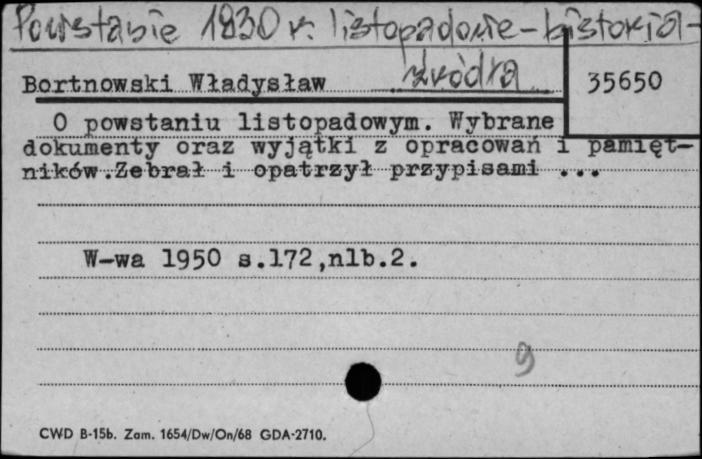 Powstanie 1830 r. listopadowe - historia -
źródła
Bortnowski Władysław
35650
O powstaniu listopadowym. Wybrane
dokumenty oraz wyjątki z opracowań i pamięt-
ników.Zebrał i opatrzył przypisami ...
W-wa 1950 s.172,nlb.2.
9
CWD B-15b. Zam. 1654/Dw/On/68 GDA-2710.